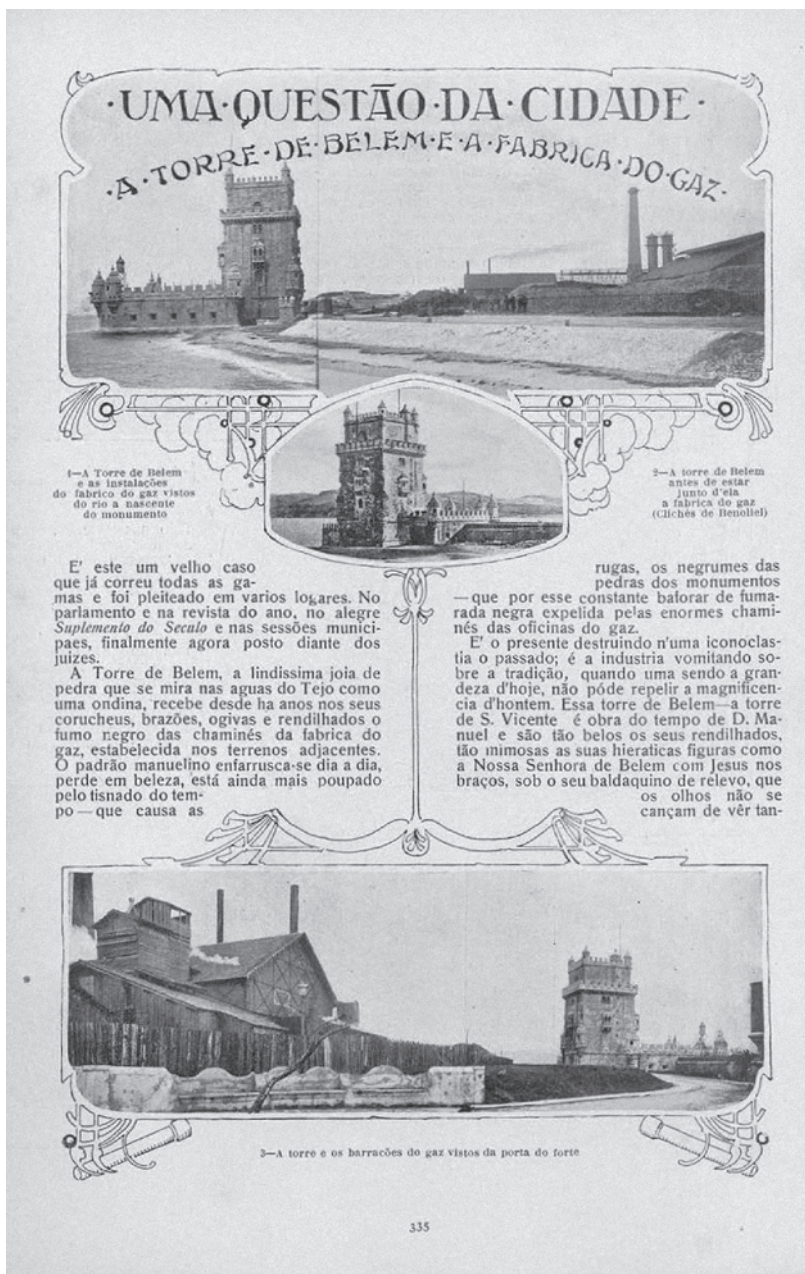 ·UMA·QUESTÃO·DA·CIDADE·
·A·TORRE·DE·BELEM·E·A·FABRICA·DO·GAZ·
1—A Torre de Belem
e as instalações
do fabrico do gaz vistos
do rio a nascente
do monumento
2—A torre de Belem
antes de estar
junto d'ela
a fabrica do gaz
(Clichés de Benoliel)
E' este um velho caso
que já correu todas as ga-
mas e foi pleiteado em varios logares. No
parlamento e na revista do ano, no alegre
Suplemento do Seculo e nas sessões munici-
paes, finalmente agora posto diante dos
juizes.
A Torre de Belem, a lindissima joia de
pedra que se mira nas aguas do Tejo como
uma ondina, recebe desde ha anos nos seus
corucheus, brazões, ogivas e rendilhados o
fumo negro das chaminés da fabrica do
gaz, estabelecida nos terrenos adjacentes.
O padrão manuelino enfarrusca-se dia a dia,
perde em beleza, está ainda mais poupado
pelo tisnado do tem-
po—que causa as
rugas, os negrumes das
pedras dos monumentos
—que por esse constante baforar de fuma-
rada negra expelida pelas enormes chami-
nés das oficinas do gaz.
E' o presente destruindo n'uma iconoclas-
tia o passado; é a industria vomitando so-
bre a tradição, quando uma sendo a gran-
deza d'hoje, não póde repelir a magnificen-
cia d'hontem. Essa torre de Belem—a torre
de S. Vicente é obra do tempo de D. Ma-
nuel e são tão belos os seus rendilhados,
tão mimosas as suas hieraticas figuras como
a Nossa Senhora de Belem com Jesus nos
braços, sob o seu baldaquino de relevo, que
os olhos não se
cançam de vêr tan-
3—A torre e os barracões do gaz vistos da porta do forte
335